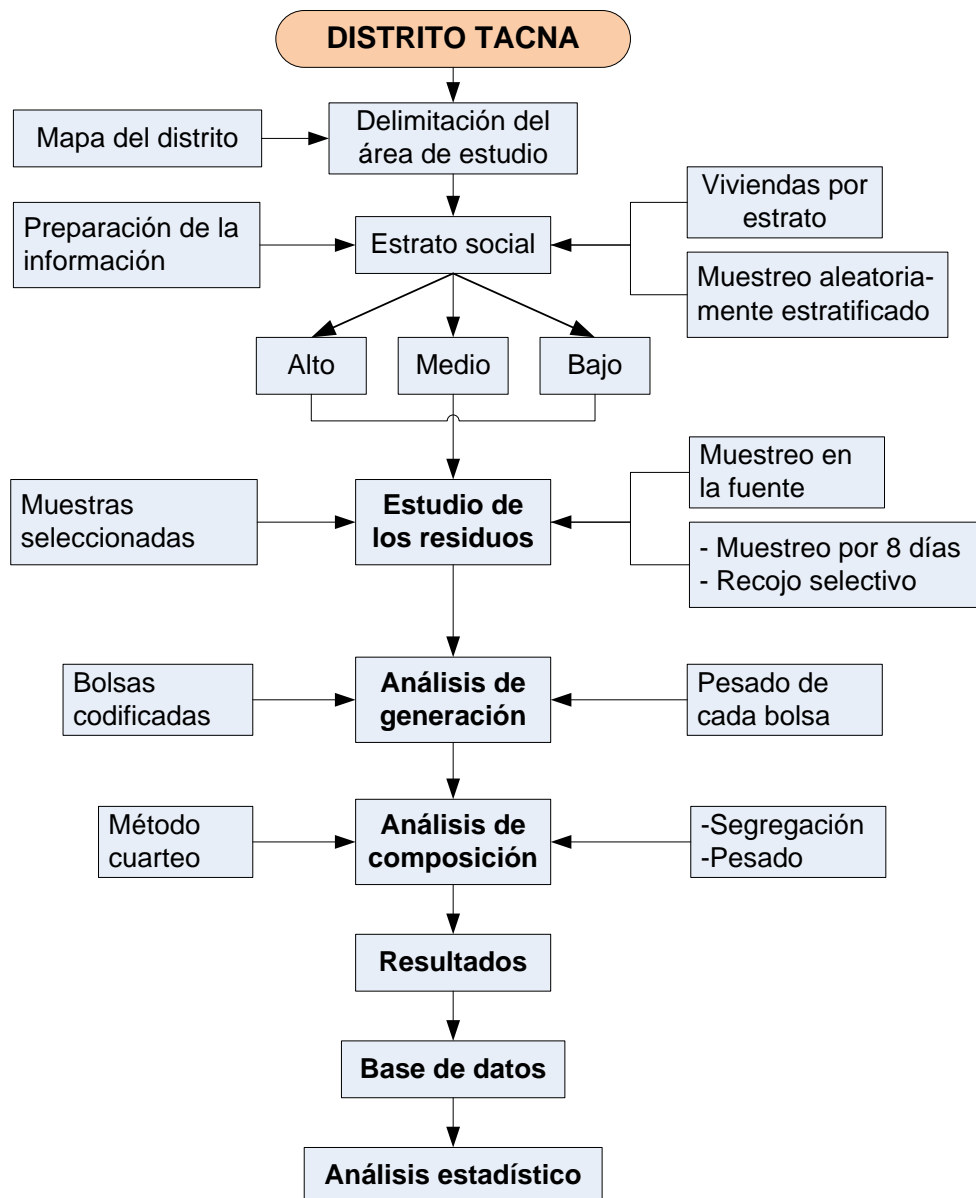 DISTRITO TACNA
Mapa del distrito
Delimitación del
área de estudio
Preparación de la
información
Estrato social
Viviendas por
estrato
Muestreo aleatoria-
mente estratificado
Alto
Medio
Bajo
Muestras
seleccionadas
Estudio de
los residuos
Muestreo en
la fuente
- Muestreo por 8 días
- Recojo selectivo
Bolsas
codificadas
Análisis de
generación
Pesado de
cada bolsa
Método
cuarteo
Análisis de
composición
-Segregación
-Pesado
Resultados
Base de datos
Análisis estadístico